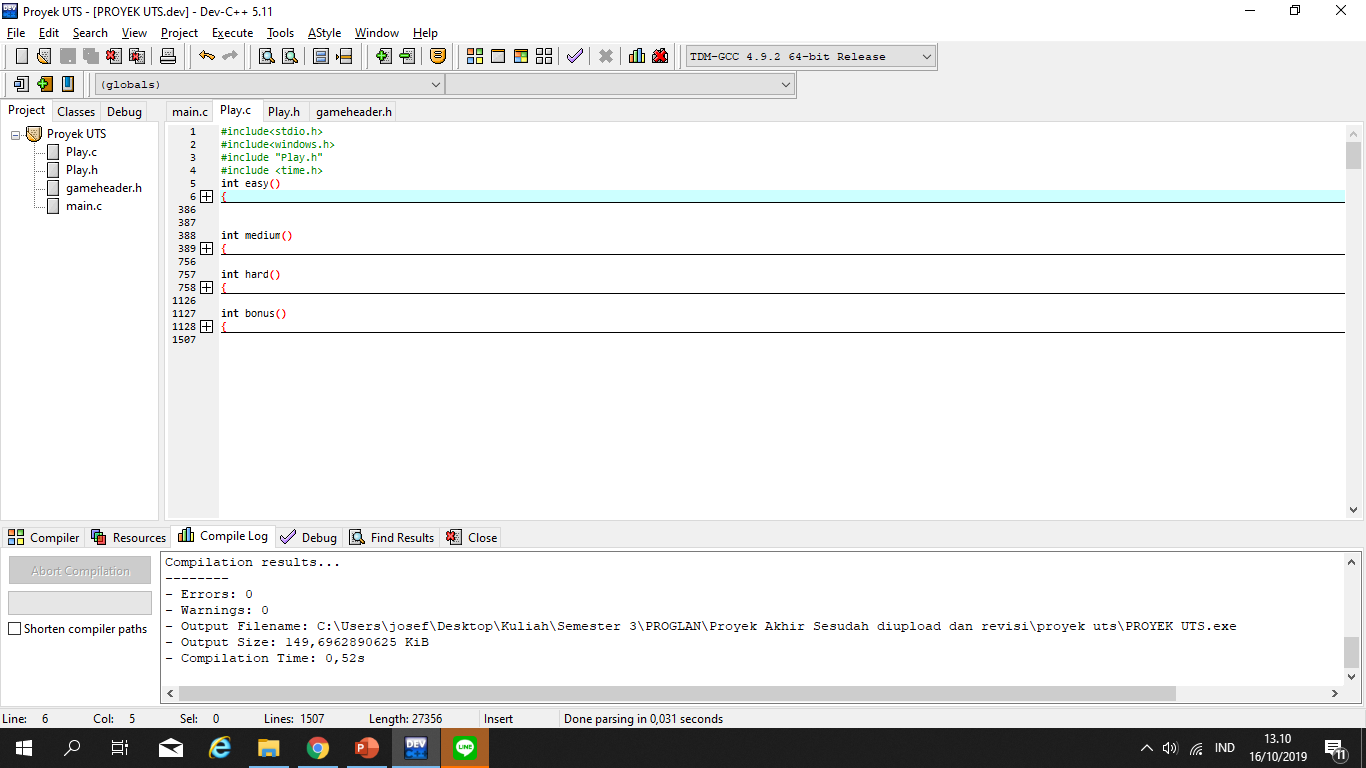 Proyek UTS - [PROYEK UTS.dev] - Dev-C++ 5.11
File Edit Search View Project Execute Tools AStyle Window Help
TDM-GCC 4.9.2 64-bit Release
(globals)
Project Classes Debug
main.c Play.c Play.h gameheader.h
Proyek UTS
Play.c
Play.h
gameheader.h
main.c
1 #include<stdio.h>
2 #include<windows.h>
3 #include "Play.h"
4 #include <time.h>
5 int easy()
6 {
386
387
388 int medium()
389 {
756
757 int hard()
758 {
1126
1127 int bonus()
1128 {
1507
Compiler Resources Compile Log Debug Find Results Close
Abort Compilation
Shorten compiler paths
Compilation results...
--------
- Errors: 0
- Warnings: 0
- Output Filename: C:\Users\josef\Desktop\Kuliah\Semester 3\PROGLAN\Proyek Akhir Sesudah diupload dan revisi\proyek uts\PROYEK UTS.exe
- Output Size: 149,6962890625 KiB
- Compilation Time: 0,52s
Line: 6 Col: 5 Sel: 0 Lines: 1507 Length: 27356 Insert Done parsing in 0,031 seconds
DEV
LINE
IND
13.10
16/10/2019
11